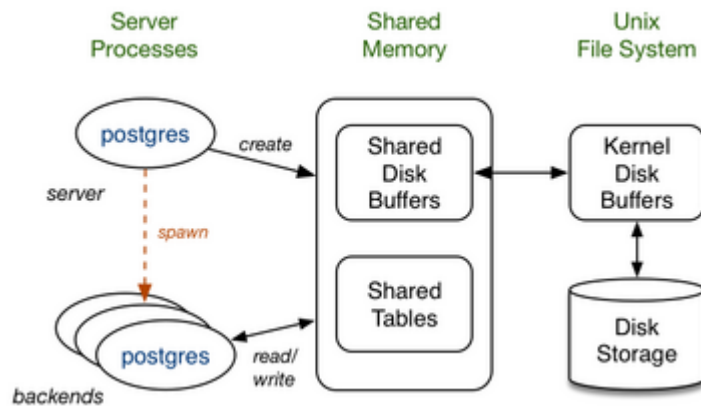 Server
Processes
Shared
Memory
Unix
File System
postgres
create
Shared
Disk
Buffers
Kernel
Disk
Buffers
server
spawn
Shared
Tables
postgres
read/
write
Disk
Storage
backends